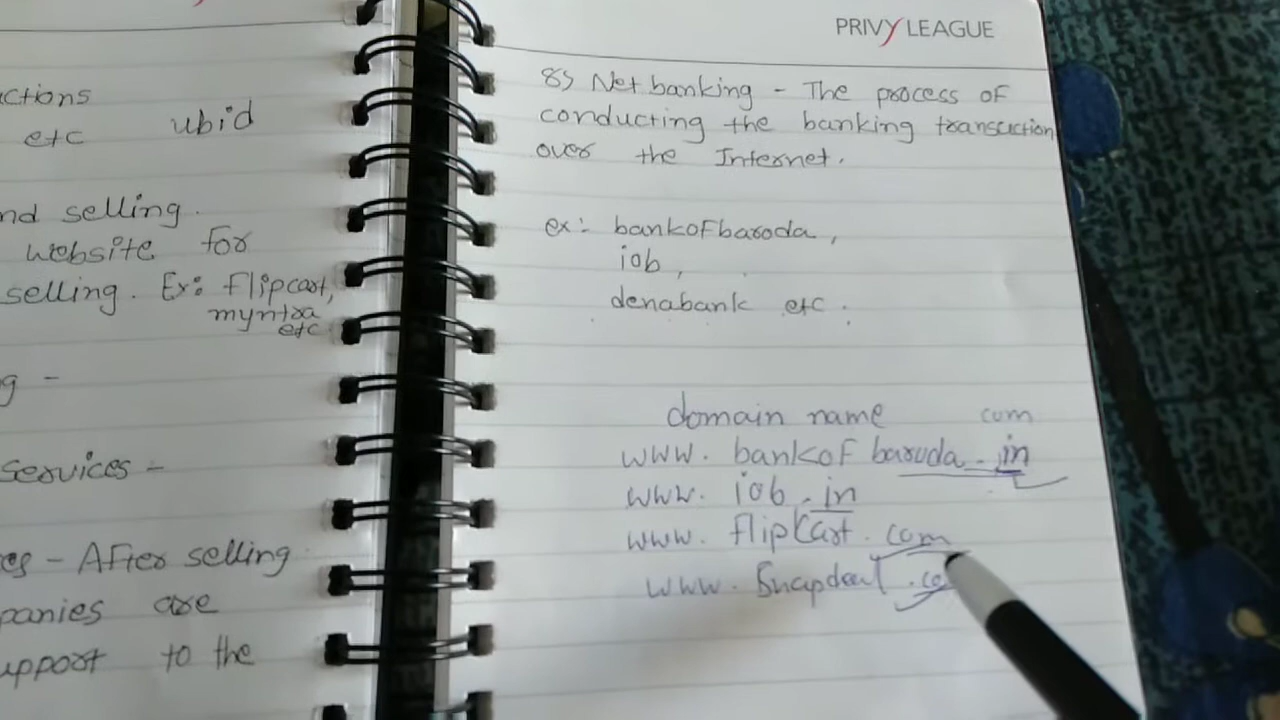 ctions
etc ubid
nd selling.
website for
selling. Ex: flipcart,
myntra
etc
g -
services -
es - After selling
panies are
upport to the
PRIVY LEAGUE
8) Net banking - The process of
conducting the banking transaction
over the Internet.
ex: bankofbaroda,
iob,
denabank etc.
domain name com
www. bankof baroda.in
www. iob.in
www. flipkart.com
www. Snapdeal .co